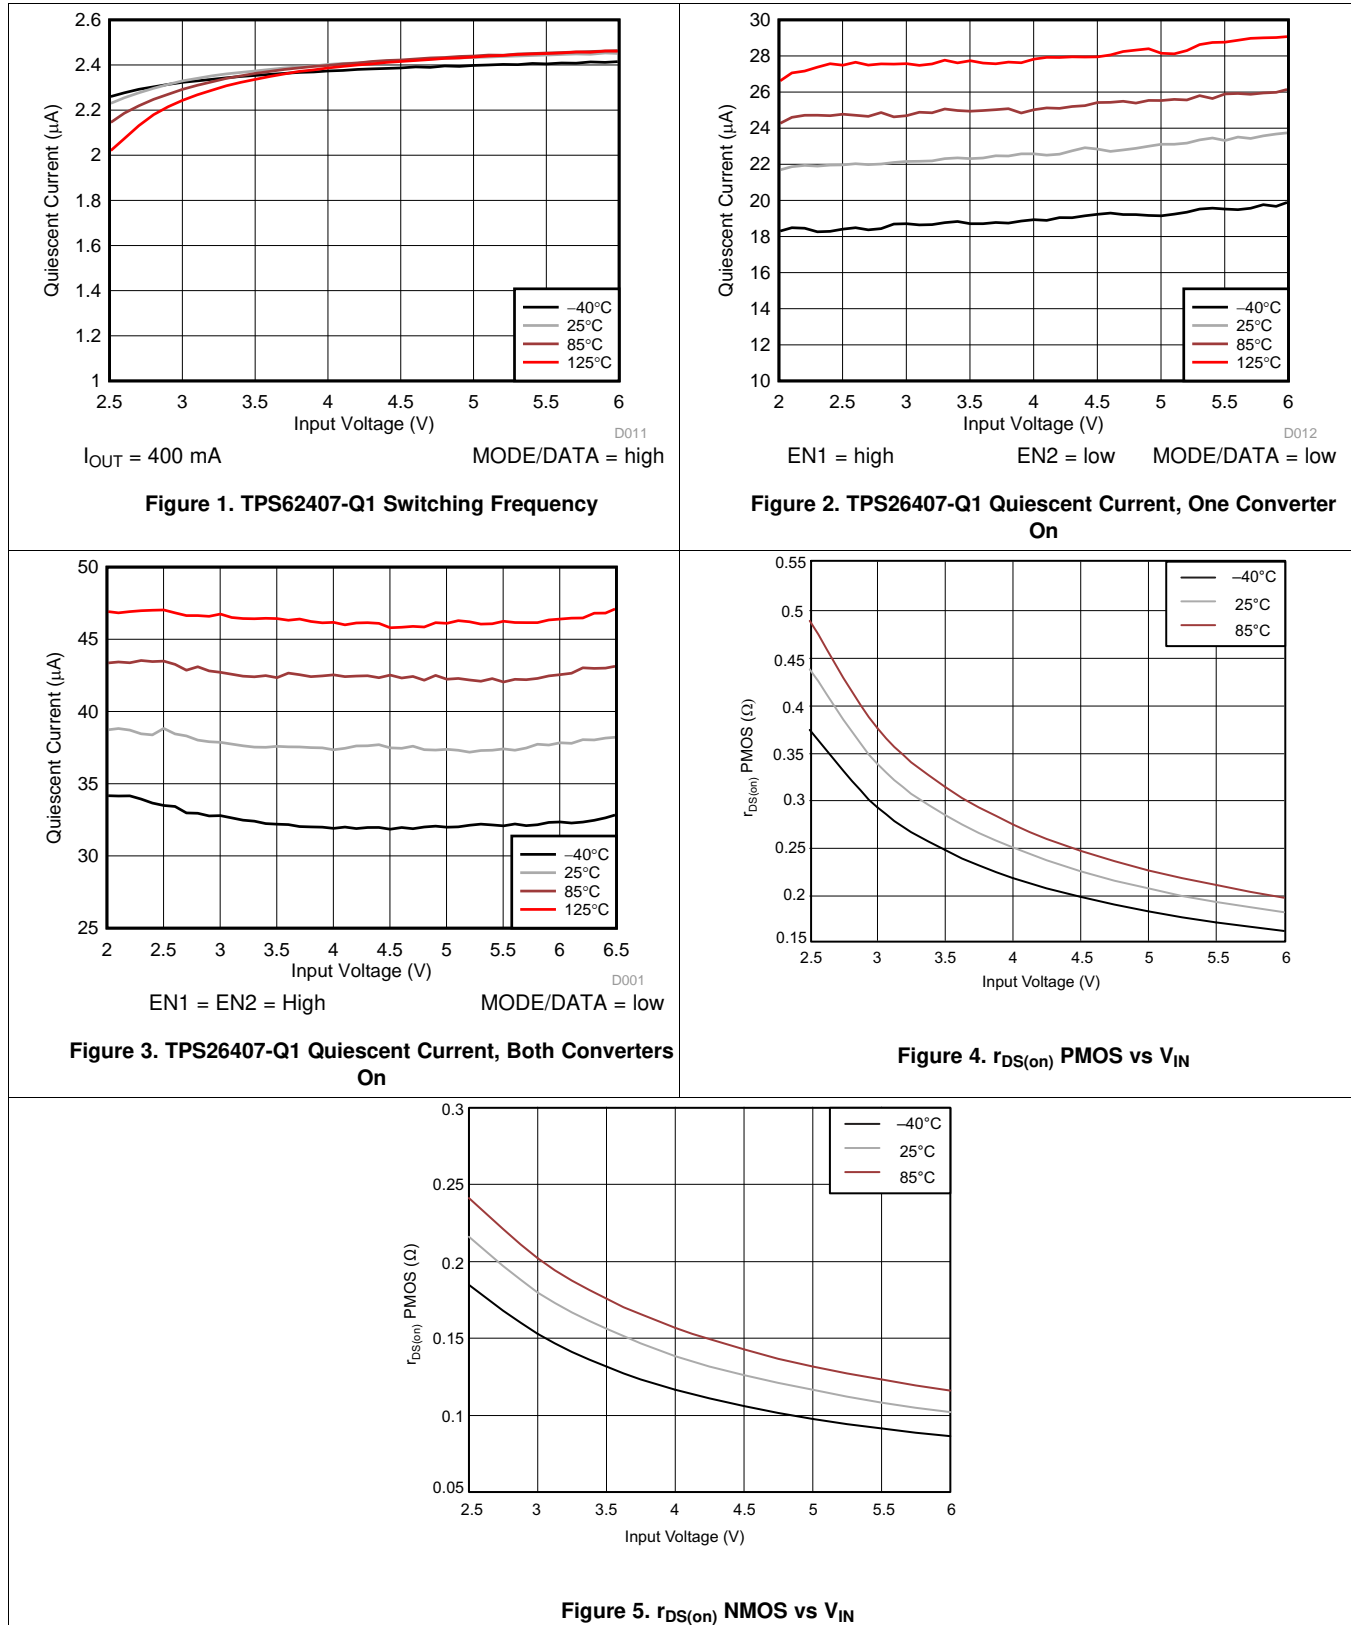 2.6
2.4
2.2
2
1.8
1.6
1.4
1.2
1
Quiescent Current (µA)
–40°C
25°C
85°C
125°C
2.5 3 3.5 4 4.5 5 5.5 6
Input Voltage (V)
D011
IOUT = 400 mA MODE/DATA = high
Figure 1. TPS62407-Q1 Switching Frequency
30
28
26
24
22
20
18
16
14
12
10
Quiescent Current (µA)
–40°C
25°C
85°C
125°C
2 2.5 3 3.5 4 4.5 5 5.5 6
Input Voltage (V)
D012
EN1 = high EN2 = low MODE/DATA = low
Figure 2. TPS26407-Q1 Quiescent Current, One Converter
On
50
45
40
35
30
25
Quiescent Current (µA)
–40°C
25°C
85°C
125°C
2 2.5 3 3.5 4 4.5 5 5.5 6 6.5
Input Voltage (V)
D001
EN1 = EN2 = High MODE/DATA = low
Figure 3. TPS26407-Q1 Quiescent Current, Both Converters
On
0.55
0.5
0.45
0.4
0.35
0.3
0.25
0.2
0.15
rDS(on) PMOS (Ω)
–40°C
25°C
85°C
2.5 3 3.5 4 4.5 5 5.5 6
Input Voltage (V)
Figure 4. rDS(on) PMOS vs VIN
0.3
0.25
0.2
0.15
0.1
0.05
rDS(on) PMOS (Ω)
–40°C
25°C
85°C
2.5 3 3.5 4 4.5 5 5.5 6
Input Voltage (V)
Figure 5. rDS(on) NMOS vs VIN